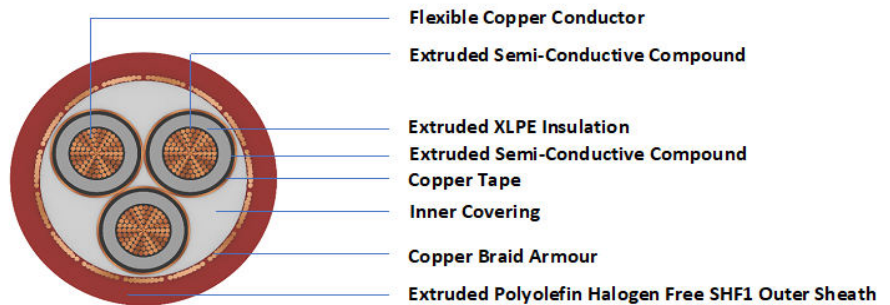 Flexible Copper Conductor
Extruded Semi-Conductive Compound
Extruded XLPE Insulation
Extruded Semi-Conductive Compound
Copper Tape
Inner Covering
Copper Braid Armour
Extruded Polyolefin Halogen Free SHF1 Outer Sheath